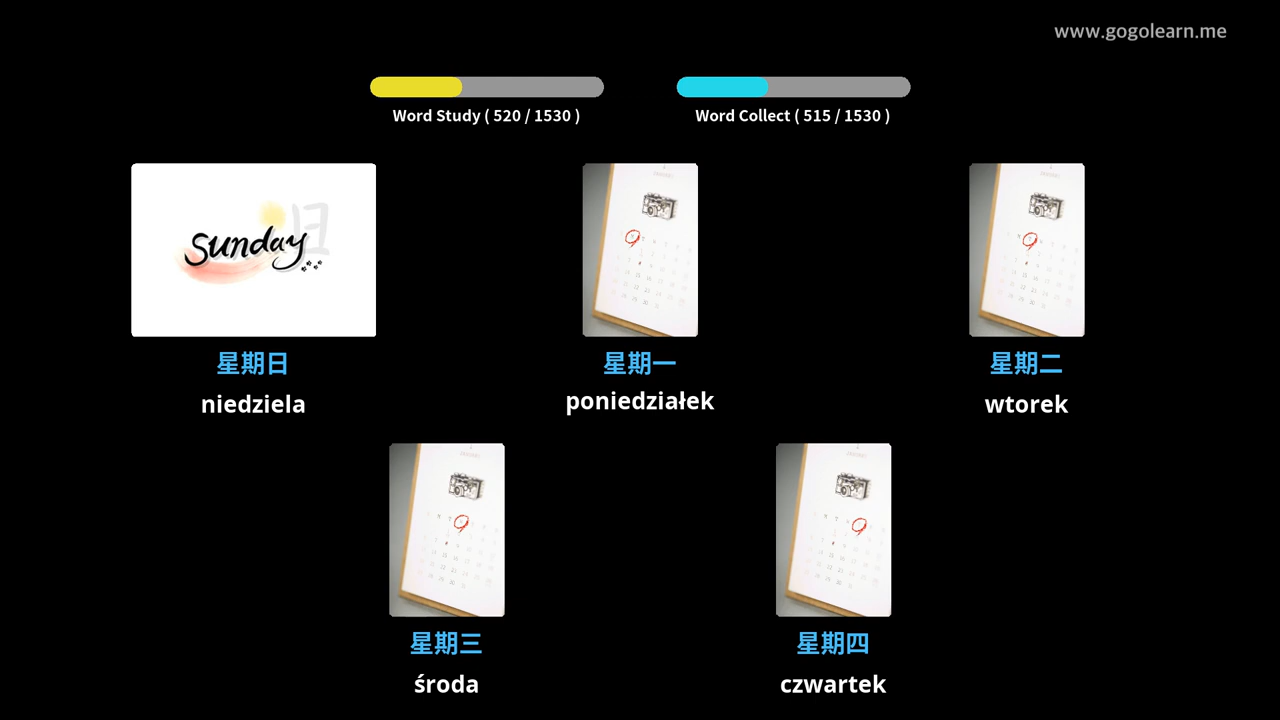 www.gogolearn.me
Word Study ( 520 / 1530 )
Word Collect ( 515 / 1530 )
Sunday
日
星期日
niedziela
星期一
poniedziałek
星期二
wtorek
星期三
środa
星期四
czwartek